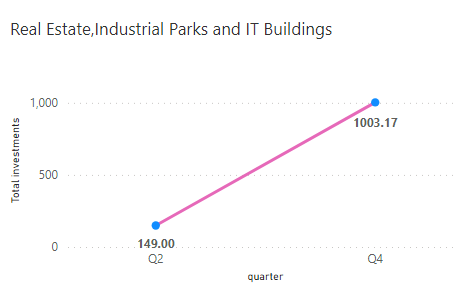 Real Estate,Industrial Parks and IT Buildings
1,000
1003.17
Total investments
500
0
149.00
Q2
Q4
quarter